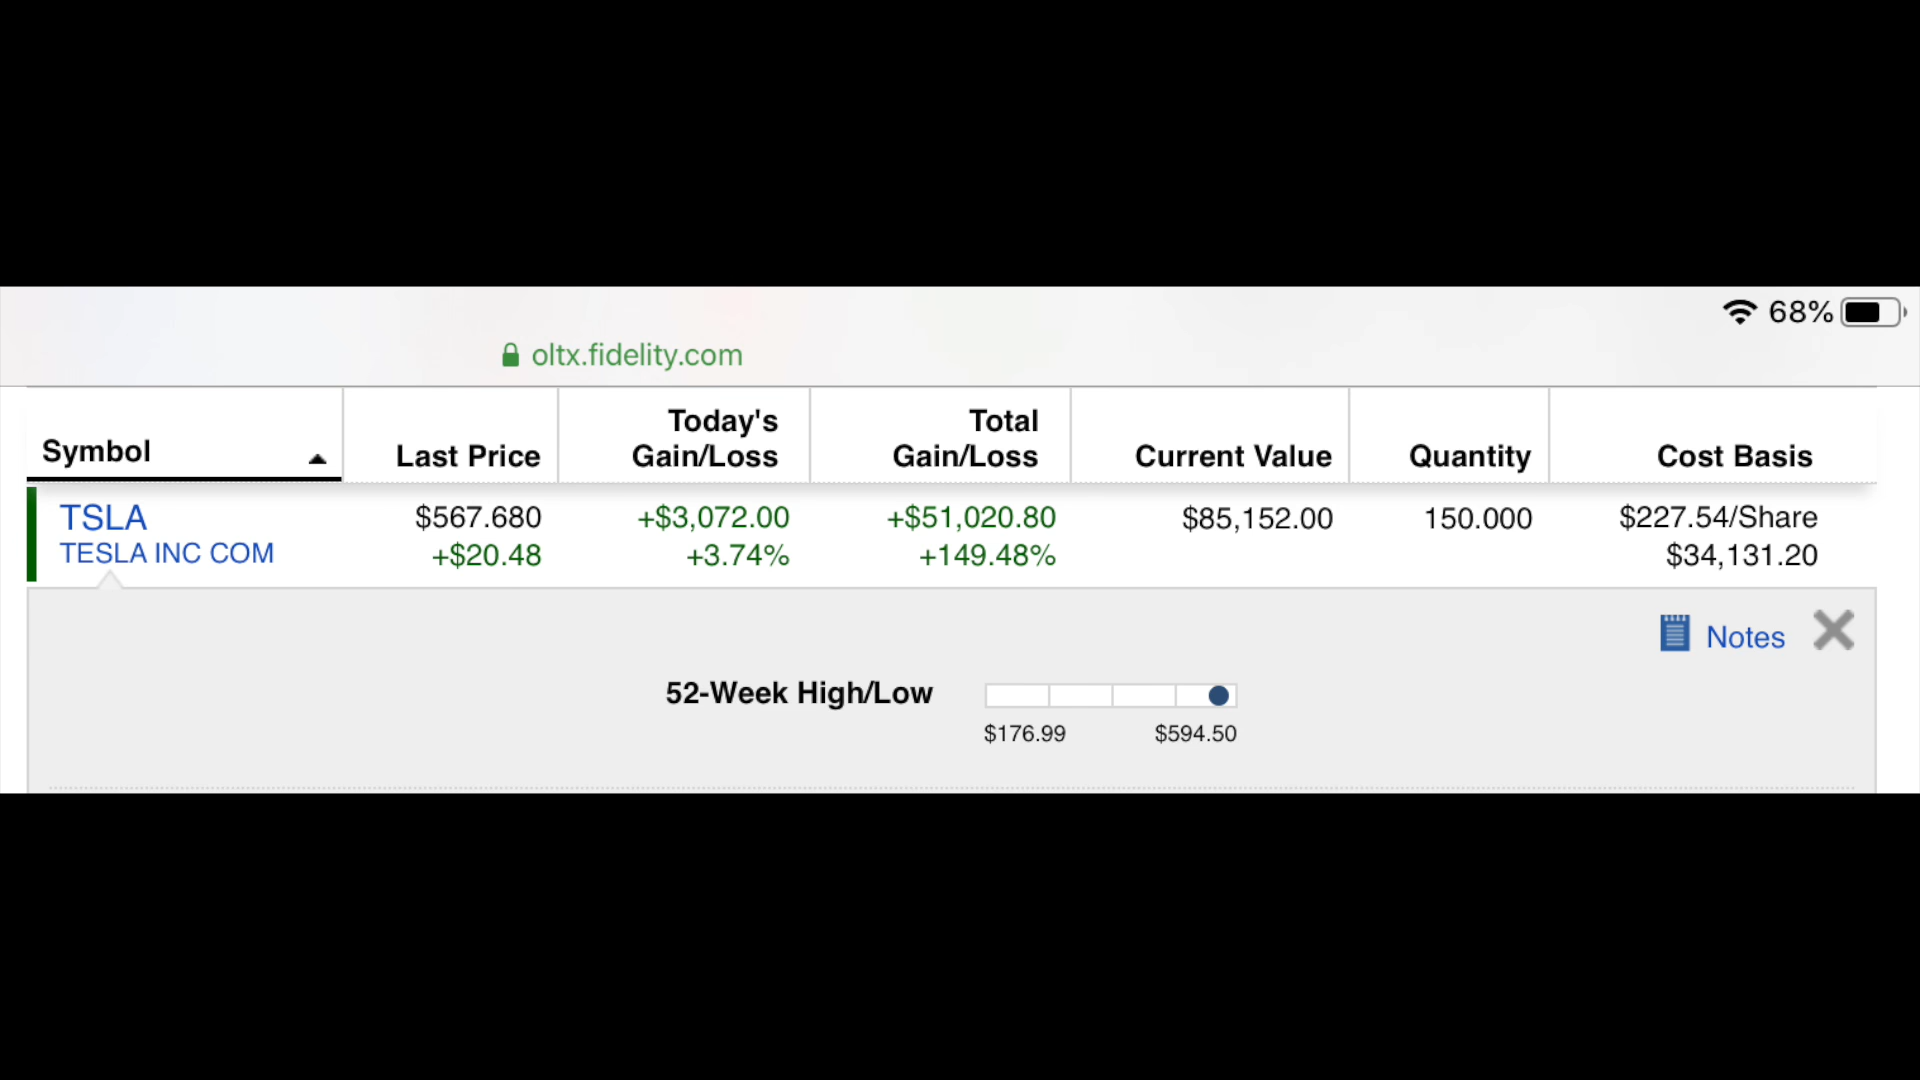 68%
oltx.fidelity.com
Symbol
Last Price
Today's
Gain/Loss
Total
Gain/Loss
Current Value
Quantity
Cost Basis
TSLA
TESLA INC COM
$567.680
+$20.48
+$3,072.00
+3.74%
+$51,020.80
+149.48%
$85,152.00
150.000
$227.54/Share
$34,131.20
Notes
52-Week High/Low
$176.99
$594.50